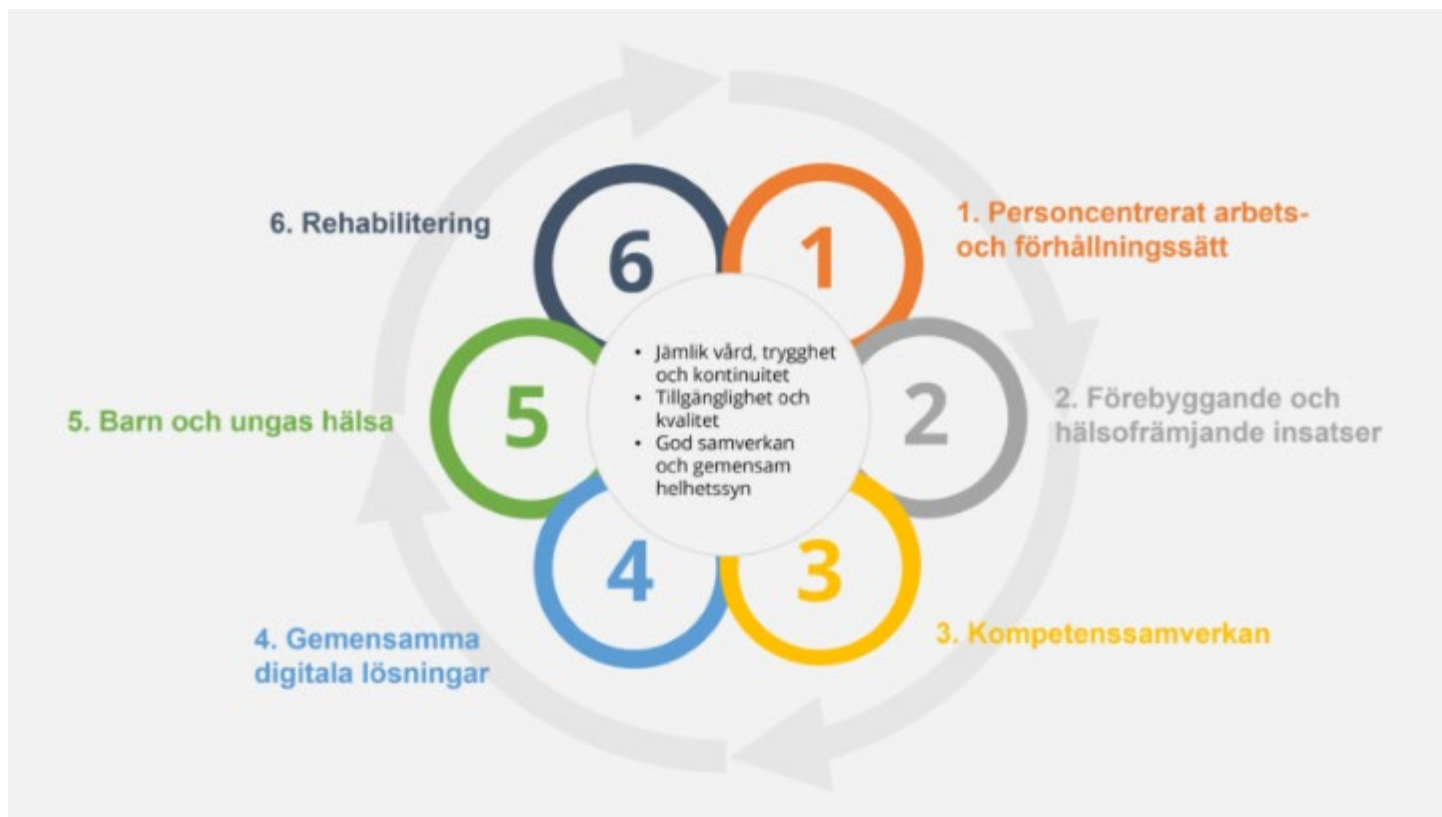 6. Rehabilitering
6
1
1. Personcentrerat arbets-
och förhållningssätt
• Jämlik vård, trygghet
och kontinuitet
• Tillgänglighet och
kvalitet
• God samverkan
och gemensam
helhetssyn
5. Barn och ungas hälsa
5
2
2. Förebyggande och
hälsofrämjande insatser
4
3
4. Gemensamma
digitala lösningar
3. Kompetenssamverkan